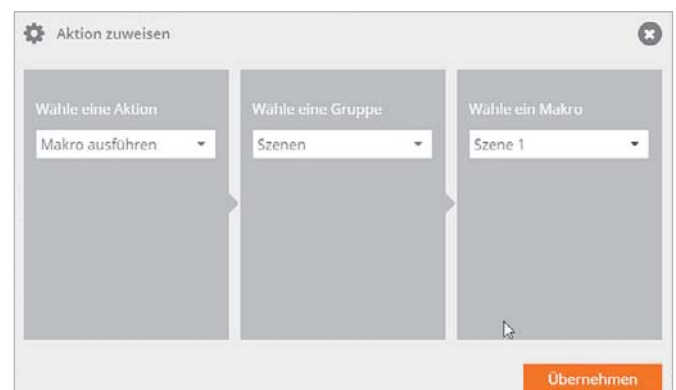 Aktion zuweisen
Wähle eine Aktion
Makro ausführen
Wähle eine Gruppe
Szenen
Wähle ein Makro
Szene 1
Übernehmen